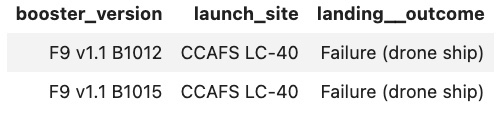 booster_version launch_site landing__outcome
F9 v1.1 B1012 CCAFS LC-40 Failure (drone ship)
F9 v1.1 B1015 CCAFS LC-40 Failure (drone ship)